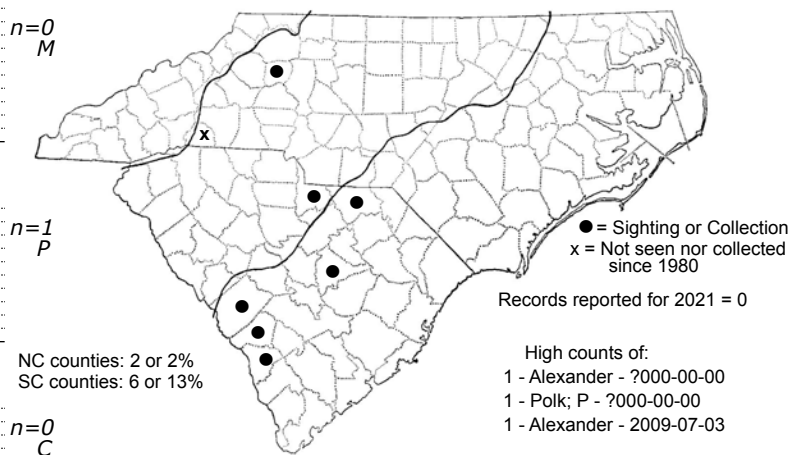 n=0
M
x
n=1
P
● = Sighting or Collection
x = Not seen nor collected
since 1980
Records reported for 2021 = 0
NC counties: 2 or 2%
SC counties: 6 or 13%
High counts of:
1 - Alexander - ?000-00-00
1 - Polk; P - ?000-00-00
1 - Alexander - 2009-07-03
n=0
C